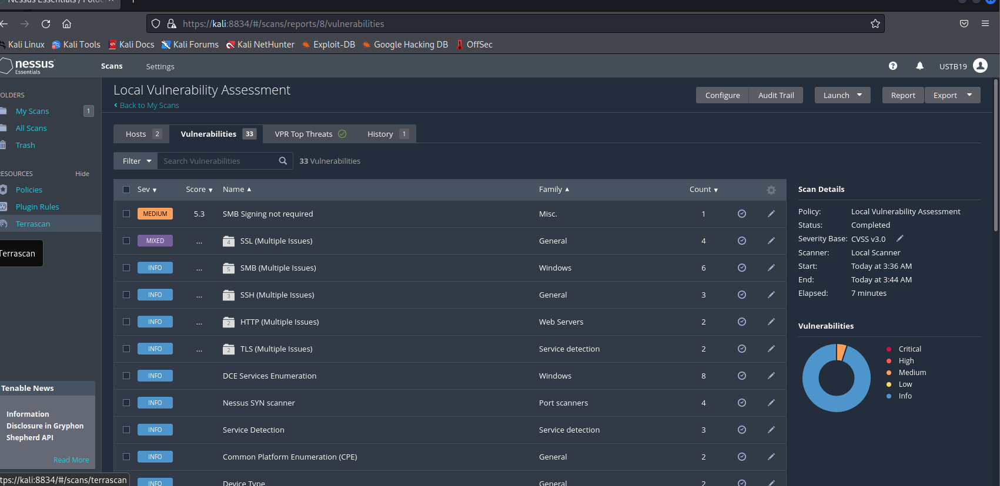 Nessus Essentials / Folde
https://kali:8834/#/scans/reports/8/vulnerabilities
Kali Linux Kali Tools Kali Docs Kali Forums Kali NetHunter Exploit-DB Google Hacking DB OffSec
nessus Essentials Scans Settings USTB19
OLDERS
My Scans 1
All Scans
Trash
ESOURCES Hide
Policies
Plugin Rules
Terrascan
Terrascan
Tenable News
Information
Disclosure in Gryphon
Shepherd API
Read More
tps://kali:8834/#/scans/terrascan
Local Vulnerability Assessment
Back to My Scans
Configure Audit Trail Launch Report Export
Hosts 2 Vulnerabilities 33 VPR Top Threats History 1
Filter Search Vulnerabilities 33 Vulnerabilities
Sev Score Name Family Count
MEDIUM 5.3 SMB Signing not required Misc. 1
MIXED ... 4 SSL (Multiple Issues) General 4
INFO ... 5 SMB (Multiple Issues) Windows 6
INFO ... 3 SSH (Multiple Issues) General 3
INFO ... 2 HTTP (Multiple Issues) Web Servers 2
INFO ... 2 TLS (Multiple Issues) Service detection 2
INFO DCE Services Enumeration Windows 8
INFO Nessus SYN scanner Port scanners 4
INFO Service Detection Service detection 3
INFO Common Platform Enumeration (CPE) General 2
INFO Device Type General 2
Scan Details
Policy: Local Vulnerability Assessment
Status: Completed
Severity Base: CVSS v3.0
Scanner: Local Scanner
Start: Today at 3:36 AM
End: Today at 3:44 AM
Elapsed: 7 minutes
Vulnerabilities
Critical
High
Medium
Low
Info